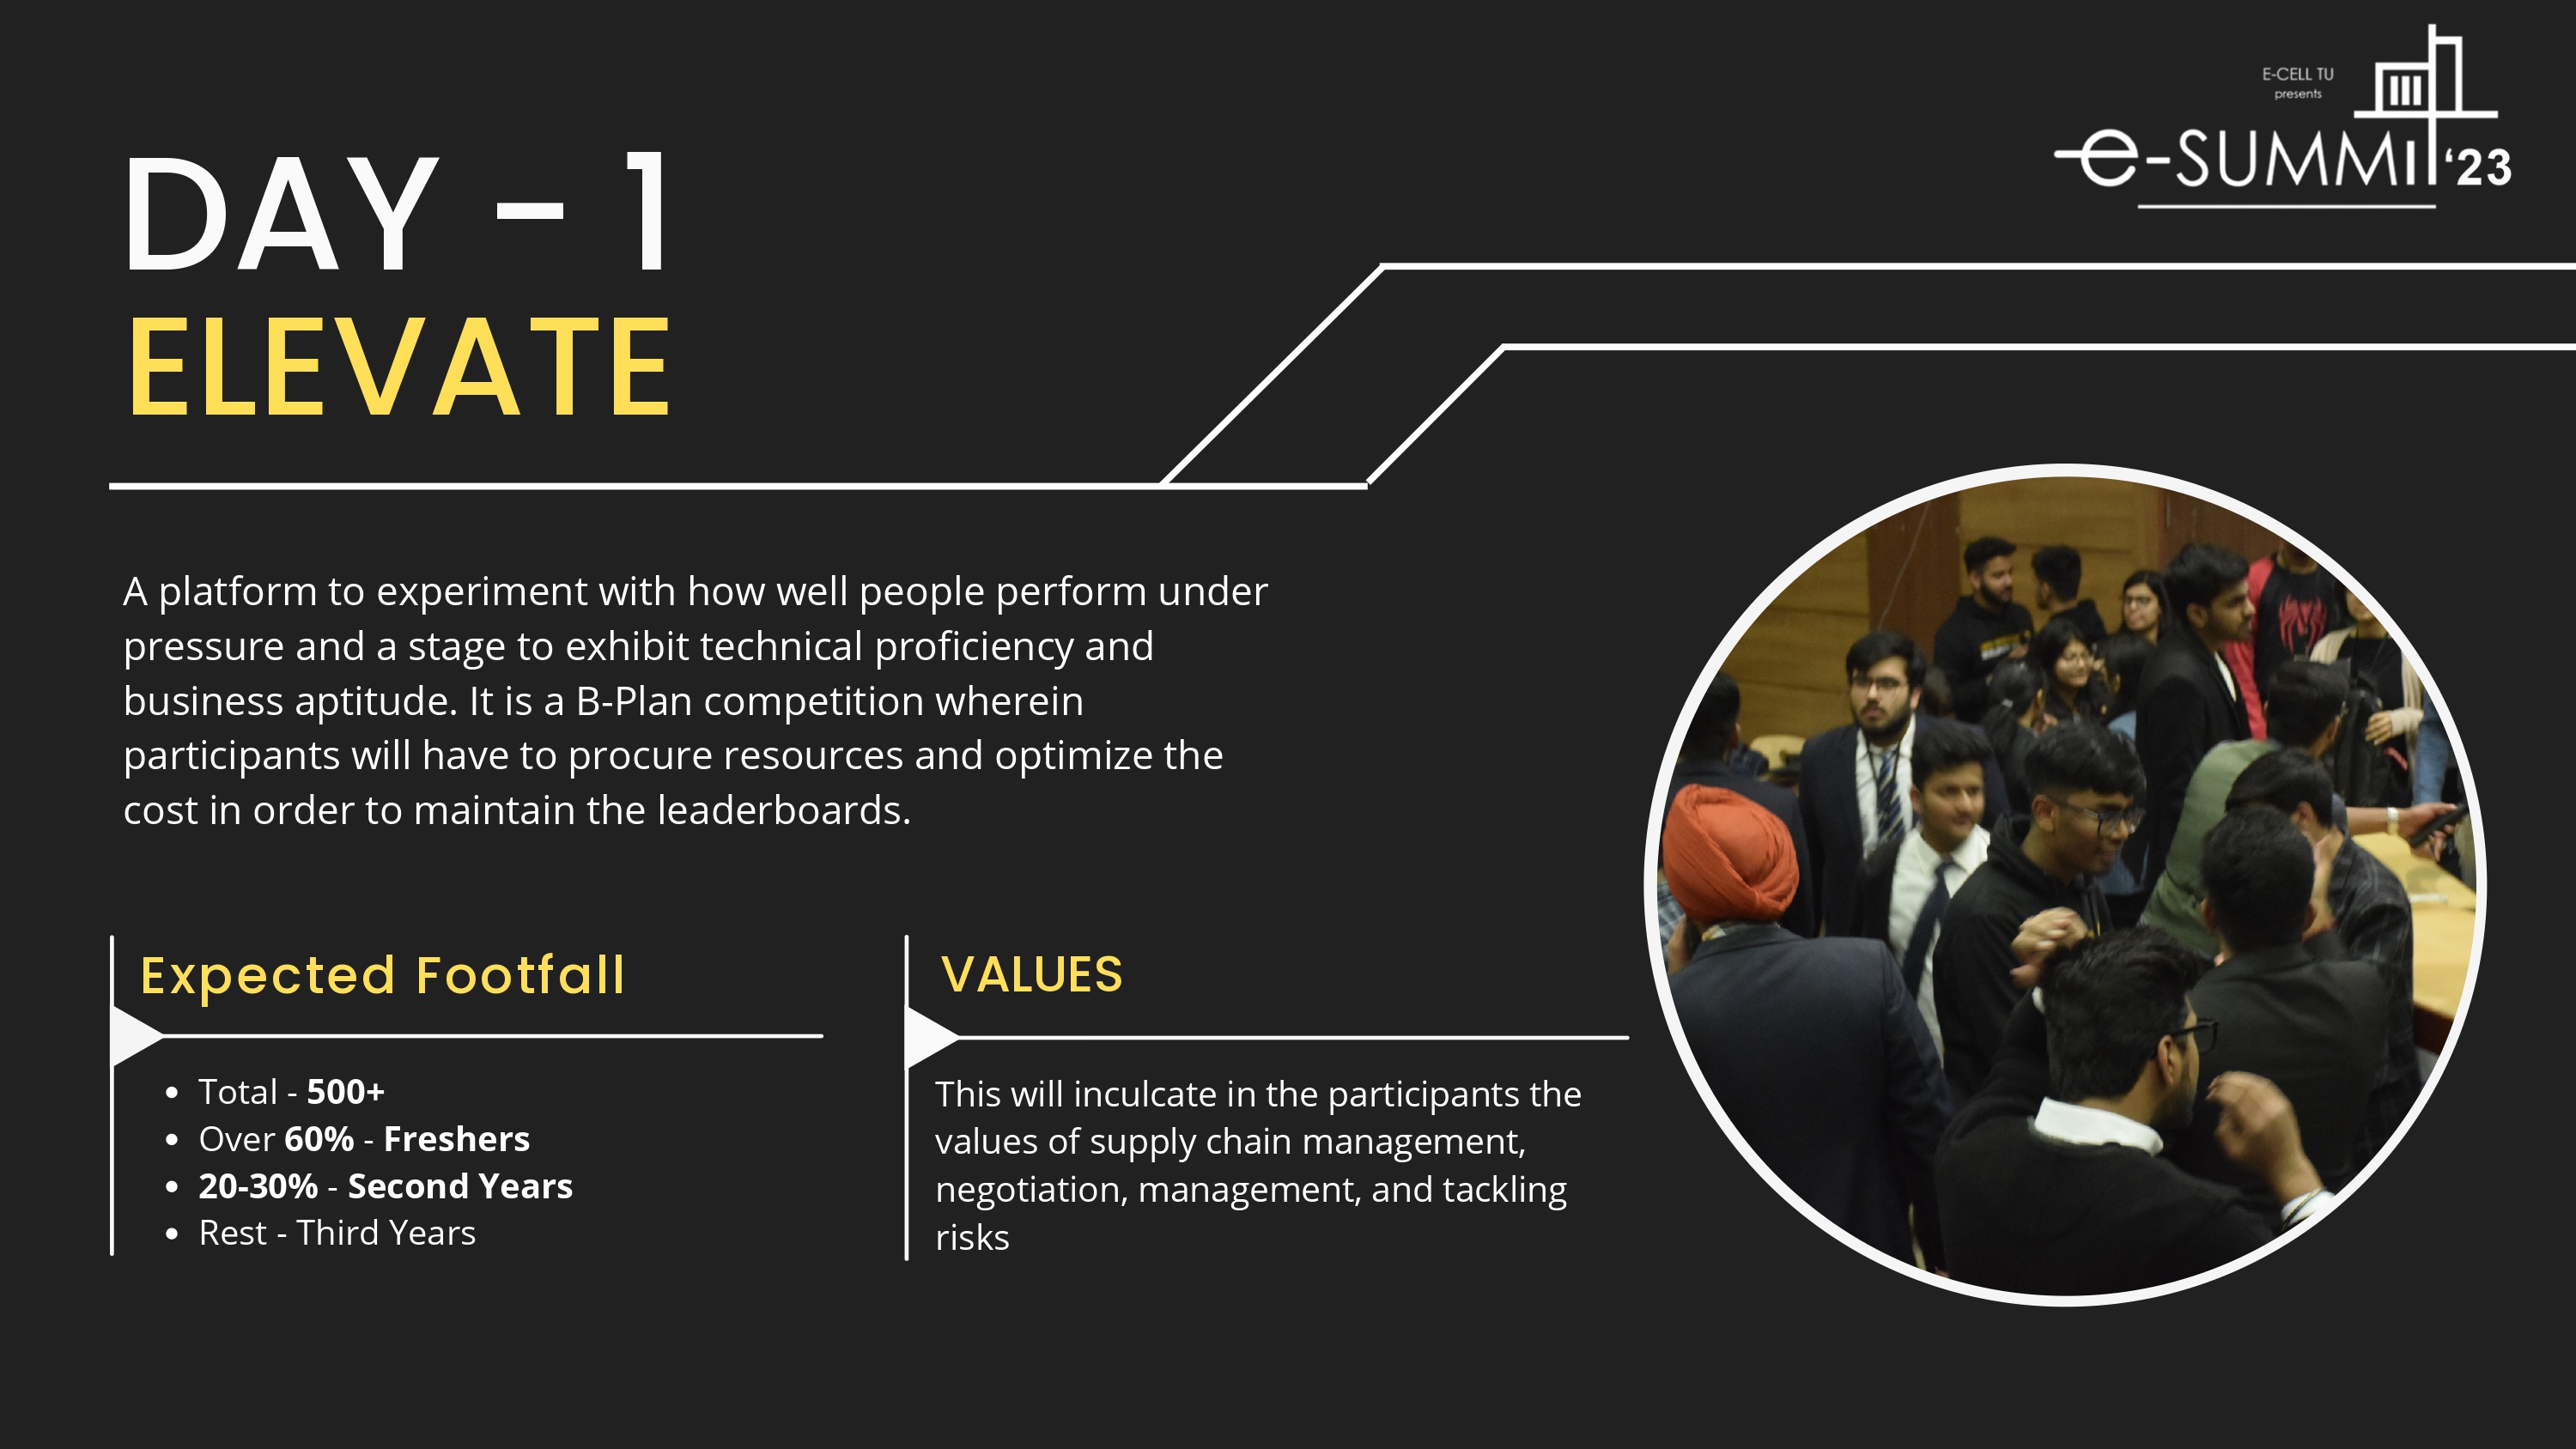 E-CELL TU
presents
e-SUMMIT '23
DAY - 1
ELEVATE
A platform to experiment with how well people perform under
pressure and a stage to exhibit technical proficiency and
business aptitude. It is a B-Plan competition wherein
participants will have to procure resources and optimize the
cost in order to maintain the leaderboards.
Expected Footfall
• Total - 500+
• Over 60% - Freshers
• 20-30% - Second Years
• Rest - Third Years
VALUES
This will inculcate in the participants the
values of supply chain management,
negotiation, management, and tackling
risks